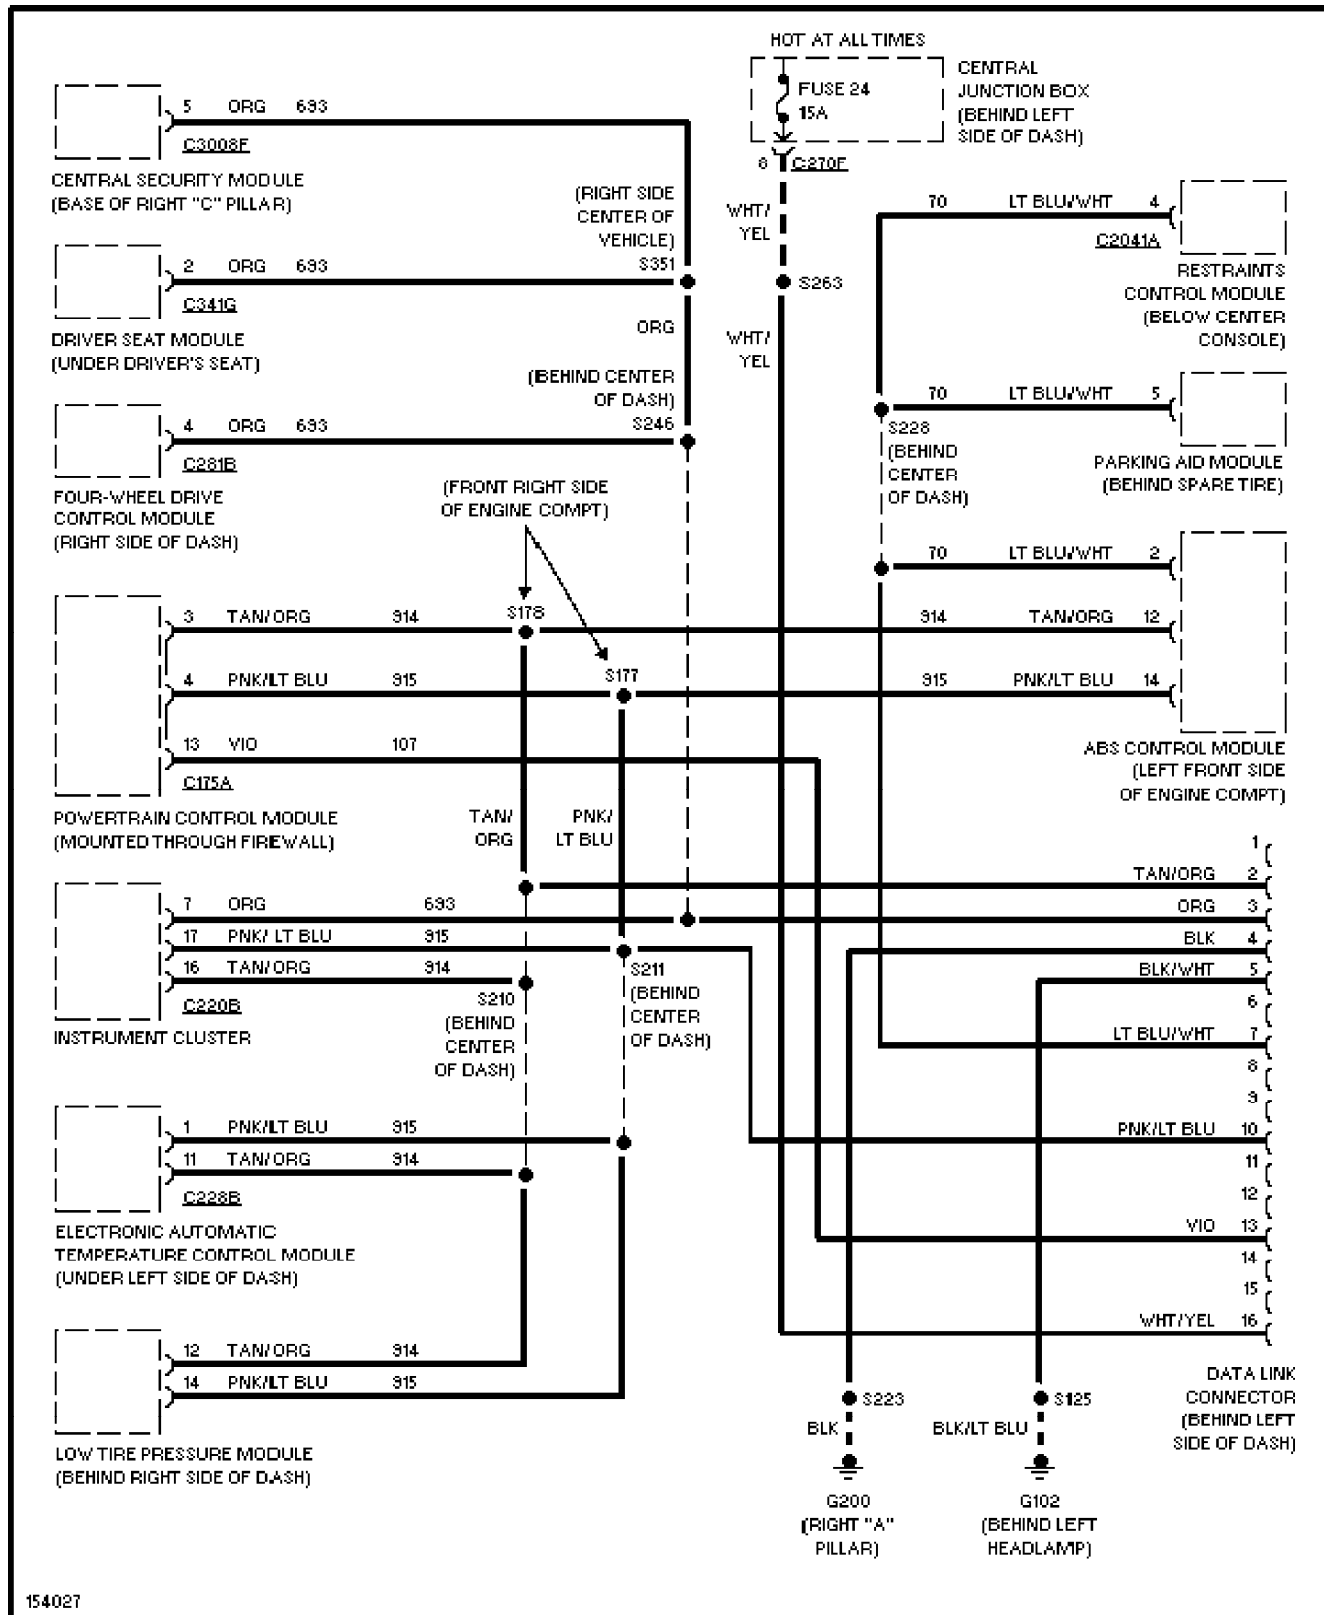 HOT AT ALL TIMES
FUSE 24
15A
CENTRAL
JUNCTION BOX
(BEHIND LEFT
SIDE OF DASH)
6 C270F
WHT/
YEL
S263
WHT/
YEL
5 ORG 693
C3008F
CENTRAL SECURITY MODULE
(BASE OF RIGHT "C" PILLAR)
(RIGHT SIDE
CENTER OF
VEHICLE)
S351
2 ORG 693
C341G
DRIVER SEAT MODULE
(UNDER DRIVER'S SEAT)
ORG
(BEHIND CENTER
OF DASH)
S246
4 ORG 693
C281B
FOUR-WHEEL DRIVE
CONTROL MODULE
(RIGHT SIDE OF DASH)
(FRONT RIGHT SIDE
OF ENGINE COMPT)
70 LT BLU/WHT 4
C2041A
RESTRAINTS
CONTROL MODULE
(BELOW CENTER
CONSOLE)
70 LT BLU/WHT 5
S228
(BEHIND
CENTER
OF DASH)
PARKING AID MODULE
(BEHIND SPARE TIRE)
70 LT BLU/WHT 2
3 TAN/ORG 914 S178 914 TAN/ORG 12
4 PNK/LT BLU 915 S177 915 PNK/LT BLU 14
13 VIO 107
C175A
POWERTRAIN CONTROL MODULE
(MOUNTED THROUGH FIREWALL)
TAN/
ORG
PNK/
LT BLU
ABS CONTROL MODULE
(LEFT FRONT SIDE
OF ENGINE COMPT)
7 ORG 693
17 PNK/ LT BLU 915
16 TAN/ORG 914
C220B
INSTRUMENT CLUSTER
S210
(BEHIND
CENTER
OF DASH)
S211
(BEHIND
CENTER
OF DASH)
1 PNK/LT BLU 915
11 TAN/ORG 914
C228B
ELECTRONIC AUTOMATIC
TEMPERATURE CONTROL MODULE
(UNDER LEFT SIDE OF DASH)
12 TAN/ORG 914
14 PNK/LT BLU 915
LOW TIRE PRESSURE MODULE
(BEHIND RIGHT SIDE OF DASH)
1
TAN/ORG 2
ORG 3
BLK 4
BLK/WHT 5
6
LT BLU/WHT 7
8
9
PNK/LT BLU 10
11
12
VIO 13
14
15
WHT/YEL 16
DATA LINK
CONNECTOR
(BEHIND LEFT
SIDE OF DASH)
S223
BLK
G200
(RIGHT "A"
PILLAR)
S125
BLK/LT BLU
G102
(BEHIND LEFT
HEADLAMP)
154027